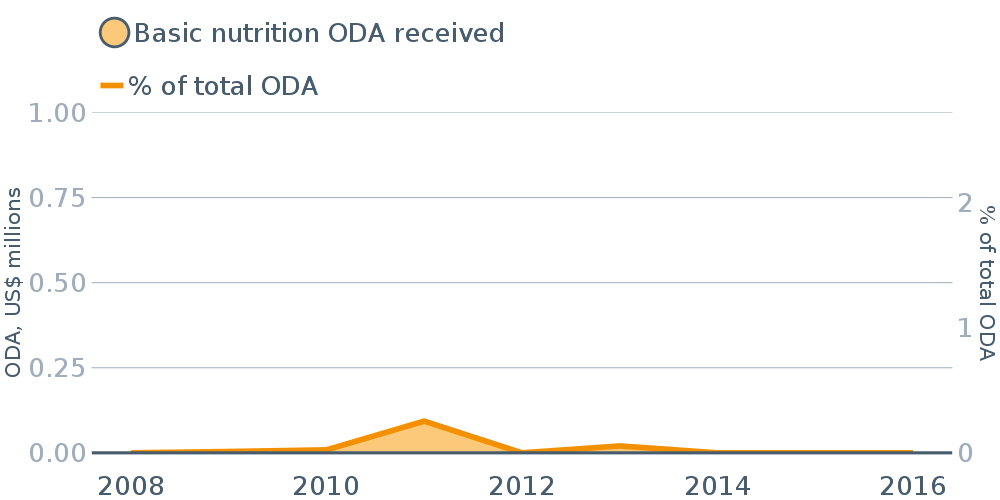 Basic nutrition ODA received
% of total ODA
1.00
0.75
0.50
0.25
0.00
ODA, US$ millions
2
1
0
% of total ODA
2008 2010 2012 2014 2016